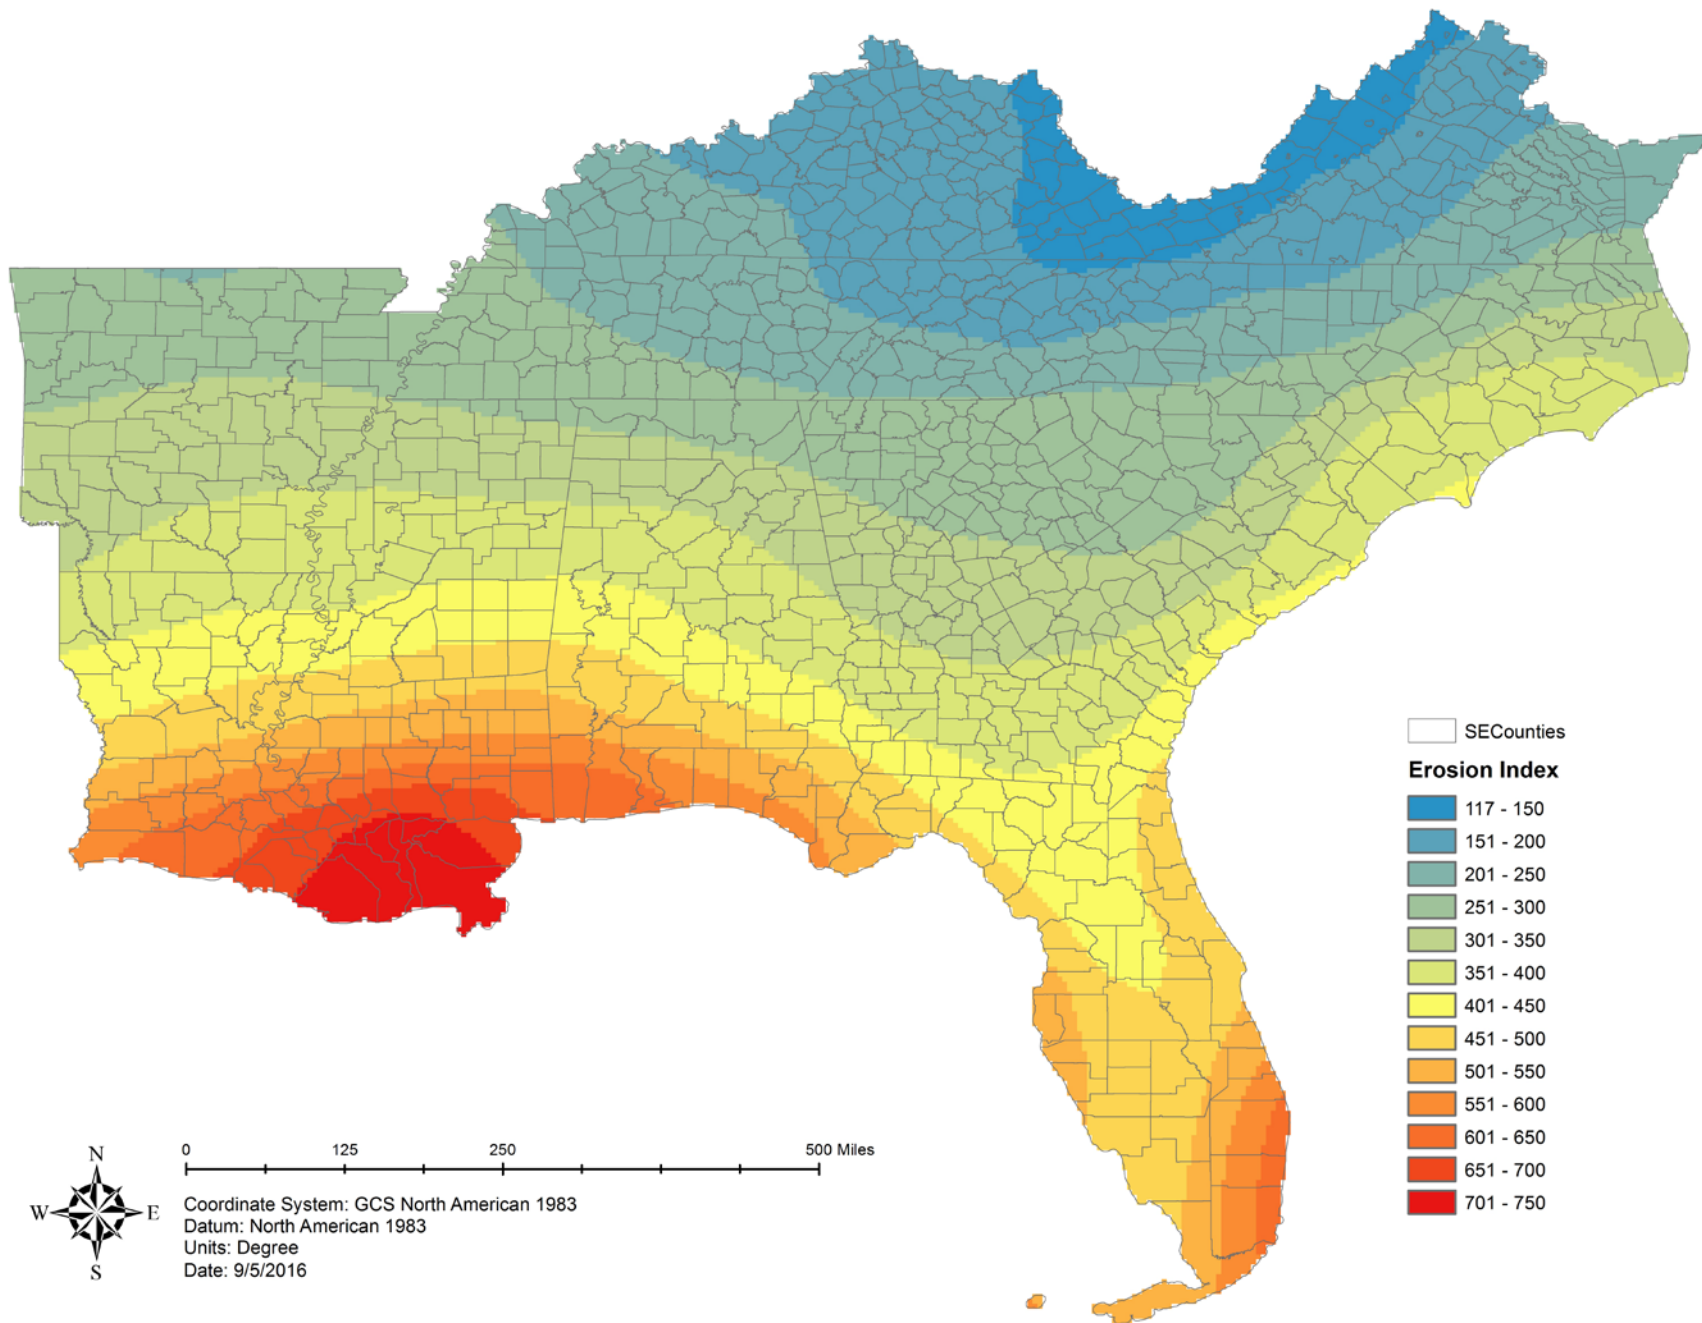 SECounties
Erosion Index
117 - 150
151 - 200
201 - 250
251 - 300
301 - 350
351 - 400
401 - 450
451 - 500
501 - 550
551 - 600
601 - 650
651 - 700
701 - 750
N
W E
S
0 125 250 500 Miles
Coordinate System: GCS North American 1983
Datum: North American 1983
Units: Degree
Date: 9/5/2016